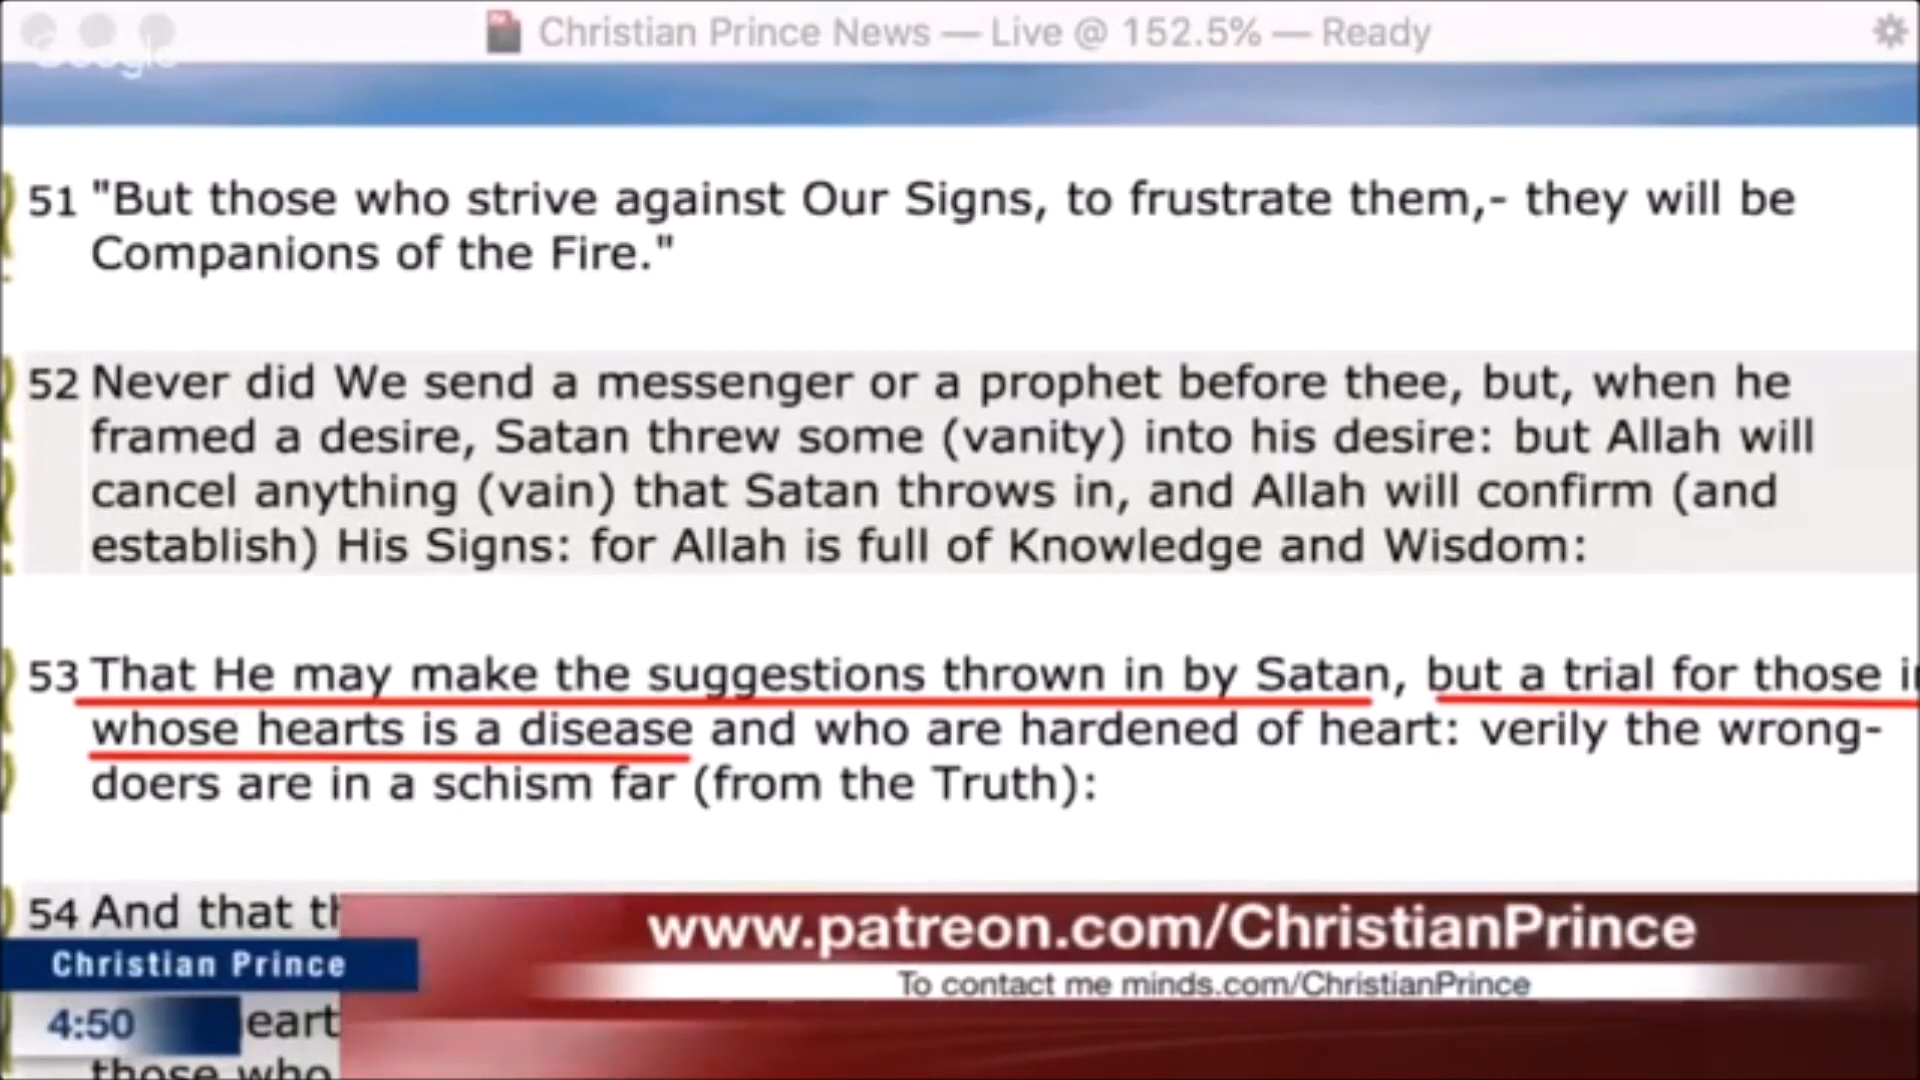 Christian Prince News — Live @ 152.5% — Ready
Google
51 "But those who strive against Our Signs, to frustrate them,- they will be
Companions of the Fire."
52 Never did We send a messenger or a prophet before thee, but, when he
framed a desire, Satan threw some (vanity) into his desire: but Allah will
cancel anything (vain) that Satan throws in, and Allah will confirm (and
establish) His Signs: for Allah is full of Knowledge and Wisdom:
53 That He may make the suggestions thrown in by Satan, but a trial for those
whose hearts is a disease and who are hardened of heart: verily the wrong-
doers are in a schism far (from the Truth):
54 And that
www.patreon.com/ChristianPrince
Christian Prince
To contact me minds.com/ChristianPrince
4:50
those who